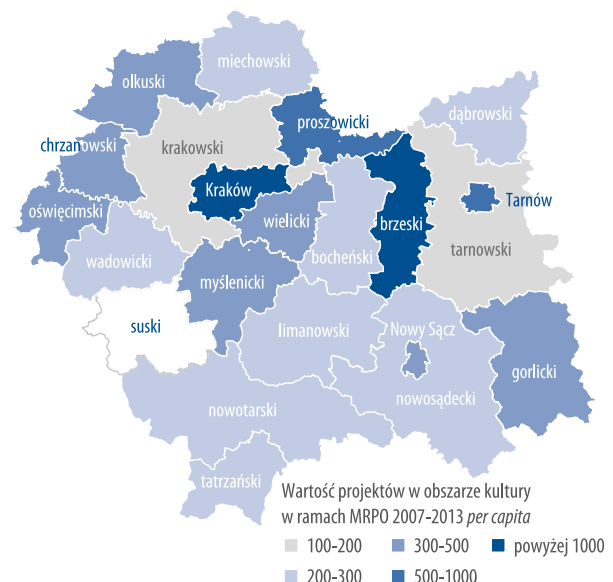 miechowski
olkuski
dąbrowski
proszowicki
chrzanowski
krakowski
Kraków
Tarnów
oświęcimski
wielicki
brzeski
tarnowski
wadowicki
bocheński
myślenicki
suski
limanowski
Nowy Sącz
gorlicki
nowosądecki
nowotarski
tatrzański
Wartość projektów w obszarze kultury
w ramach MRPO 2007-2013 per capita
100-200 300-500 powyżej 1000
200-300 500-1000